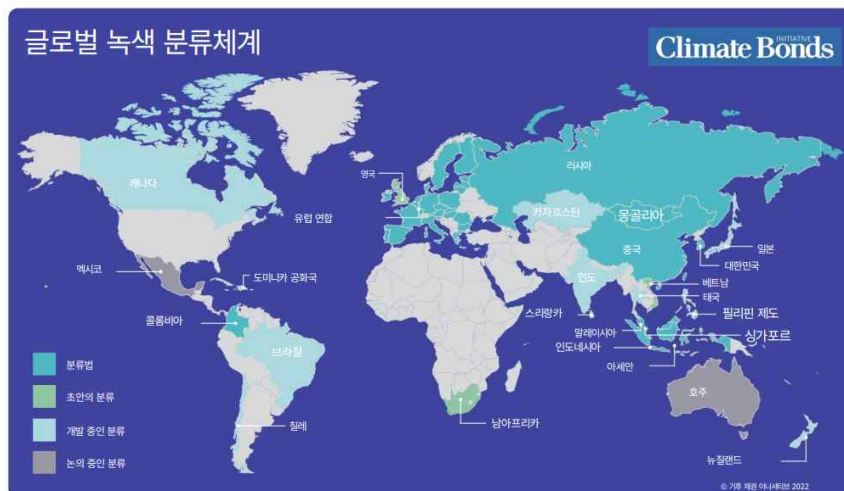 글로벌 녹색 분류체계
INITIATIVE
Climate Bonds
캐나다
영국
러시아
유럽 연합
카자흐스탄
몽골리아
중국
일본
대한민국
멕시코
도미니카 공화국
인도
베트남
태국
콜롬비아
스리랑카
필리핀 제도
말레이시아
싱가포르
인도네시아
브라질
아세안
분류법
초안의 분류
개발 중인 분류
논의 중인 분류
칠레
남아프리카
호주
뉴질랜드
© 기후 채권 이니셔티브 2022